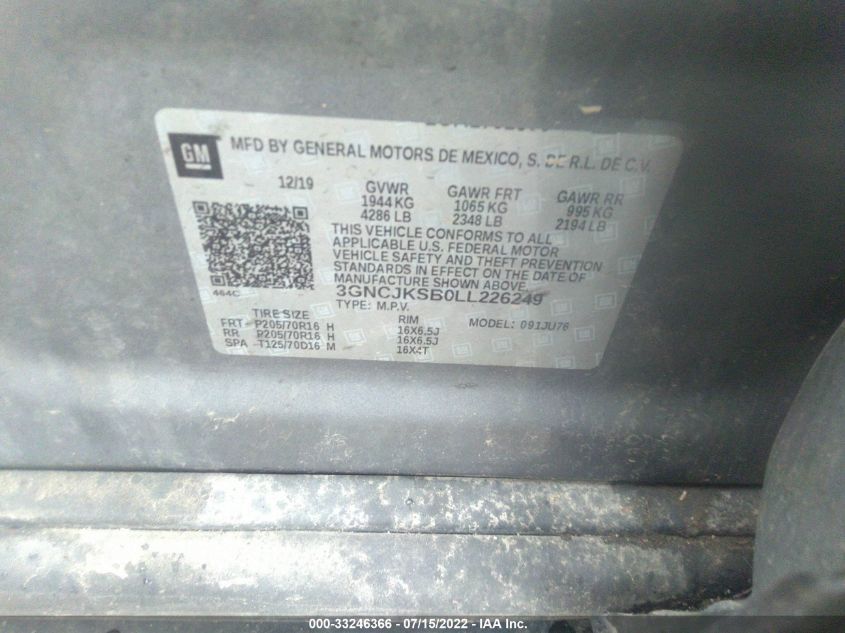 GM
MFD BY GENERAL MOTORS DE MEXICO, S. DE R.L. DE C.V.
12/19 GVWR GAWR FRT GAWR RR
1944 KG 1065 KG 995 KG
4286 LB 2348 LB 2194 LB
THIS VEHICLE CONFORMS TO ALL
APPLICABLE U.S. FEDERAL MOTOR
VEHICLE SAFETY AND THEFT PREVENTION
STANDARDS IN EFFECT ON THE DATE OF
MANUFACTURE SHOWN ABOVE.
464C 3GNCJKSB0LL226249
TYPE: M.P.V.
TIRE SIZE RIM MODEL: 091JU76
FRT - P205/70R16 H 16X6.5J
RR - P205/70R16 H 16X6.5J
SPA - T125/70D16 M 16X4T
000-33246366 - 07/15/2022 - IAA Inc.